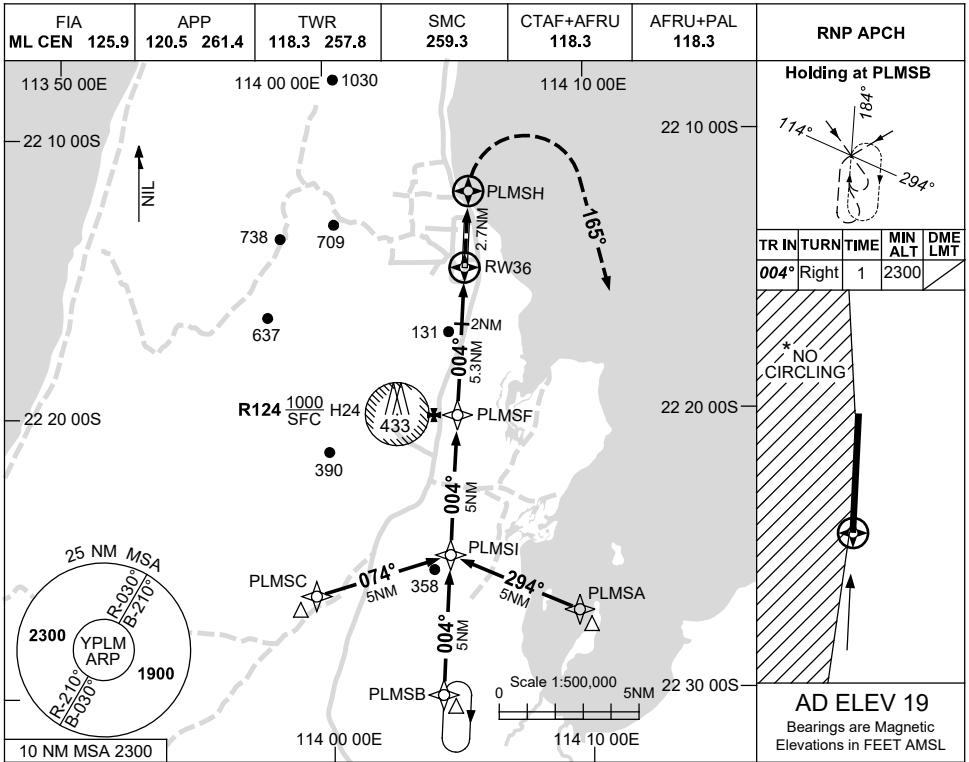 FIA
ML CEN 125.9
APP
120.5 261.4
TWR
118.3 257.8
SMC
259.3
CTAF+AFRU
118.3
AFRU+PAL
118.3
RNP APCH
113 50 00E
114 00 00E
1030
114 10 00E
22 10 00S
22 10 00S
NIL
PLMSH
2.7NM
165°
738
709
RW36
637
131
2NM
004°
5.3NM
R124 1000 SFC H24
433
PLMSF
22 20 00S
22 20 00S
390
004°
5NM
PLMSI
358
PLMSC
074°
5NM
294°
5NM
PLMSA
004°
5NM
PLMSB
25 NM MSA
R-030°
B-210°
2300
YPLM
ARP
1900
R-210°
B-030°
10 NM MSA 2300
Scale 1:500,000
0
5NM
22 30 00S
114 00 00E
114 10 00E
Holding at PLMSB
184°
114°
294°
TR IN TURN TIME MIN ALT DME LMT
004° Right 1 2300
*NO
CIRCLING
AD ELEV 19
Bearings are Magnetic
Elevations in FEET AMSL